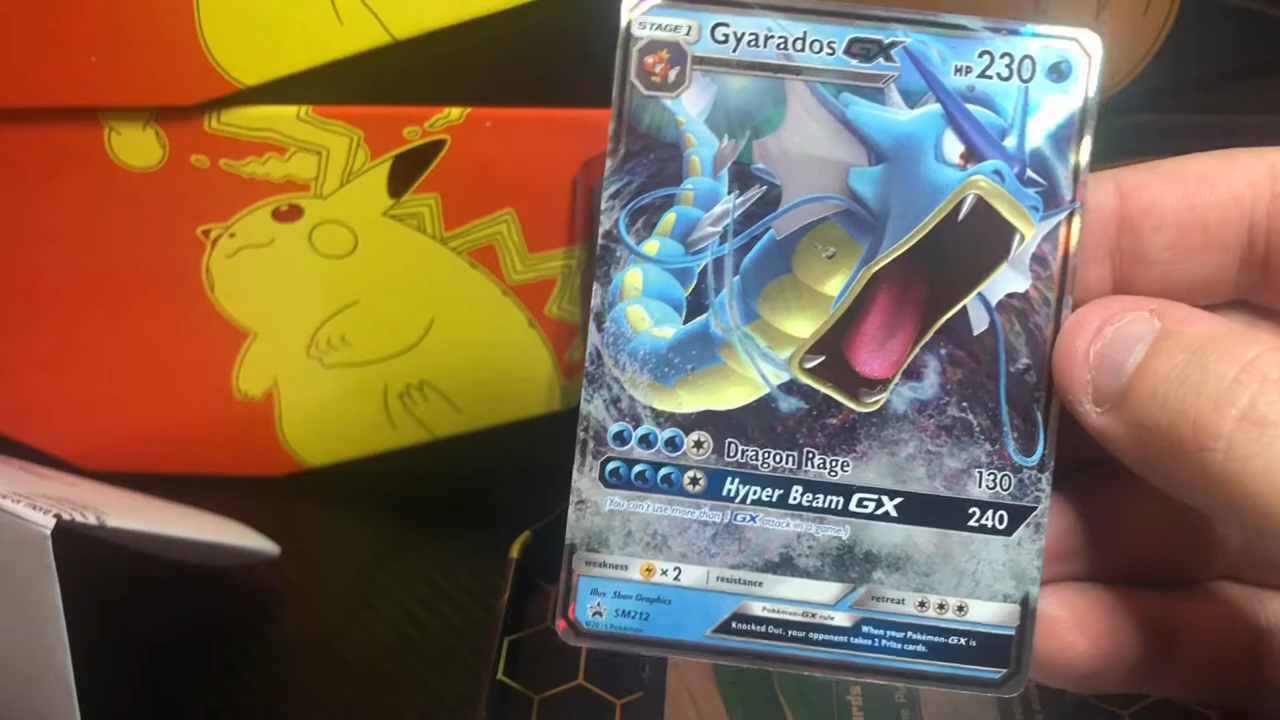 STAGE 1
Gyarados GX
HP 230
Dragon Rage 130
Hyper Beam GX 240
(You can't use more than 1 GX attack in a game.)
weakness × 2 resistance
retreat
Illus. 5ban Graphics
SM212
Pokémon-GX rule
When your Pokémon-GX is
Knocked Out, your opponent takes 2 Prize cards.